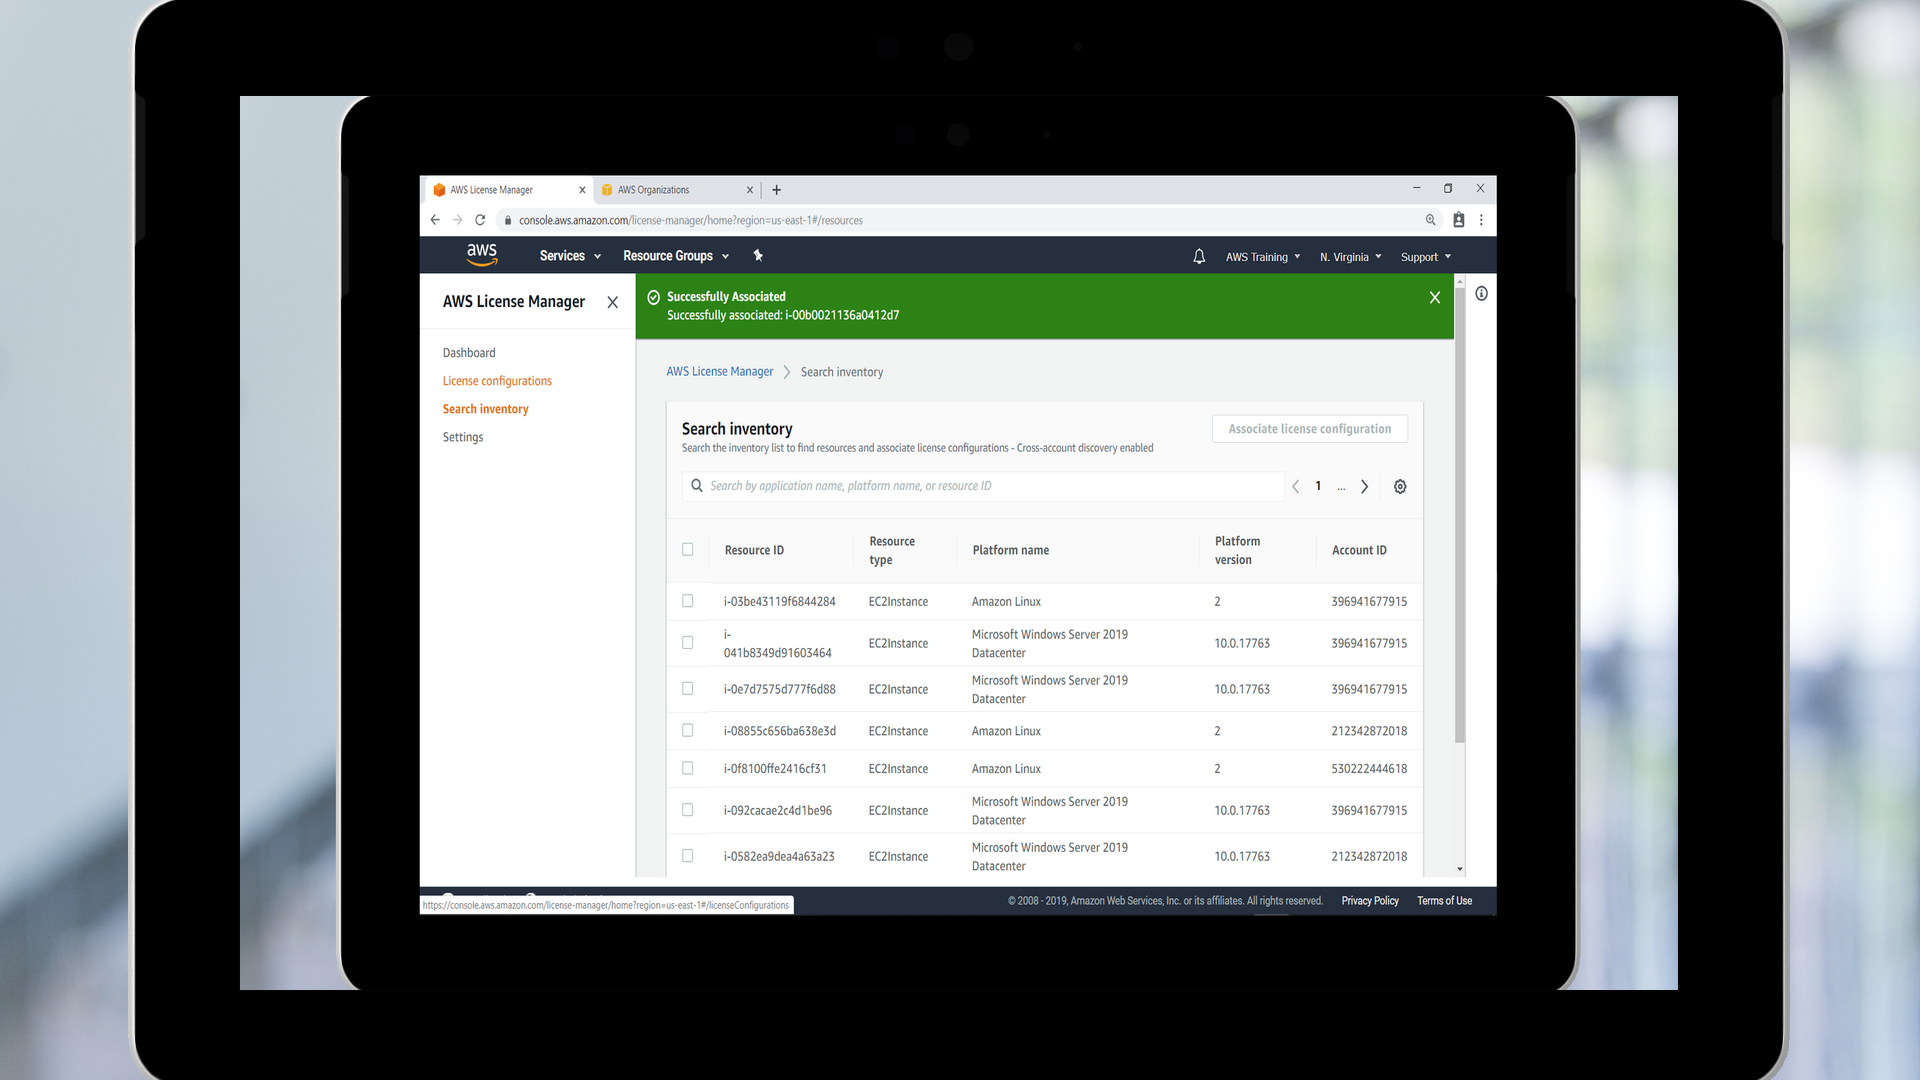 AWS License Manager
AWS Organizations
console.aws.amazon.com/license-manager/home?region=us-east-1#/resources
aws
Services
Resource Groups
AWS Training
N. Virginia
Support
AWS License Manager
Dashboard
License configurations
Search inventory
Settings
Successfully Associated
Successfully associated: i-00b0021136a0412d7
AWS License Manager
Search inventory
Search inventory
Search the inventory list to find resources and associate license configurations - Cross-account discovery enabled
Associate license configuration
Search by application name, platform name, or resource ID
1 ...
Resource ID
Resource
type
Platform name
Platform
version
Account ID
i-03be43119f6844284 EC2Instance Amazon Linux 2 396941677915
i-
041b8349d91603464
EC2Instance
Microsoft Windows Server 2019
Datacenter
10.0.17763
396941677915
i-0e7d7575d777f6d88
EC2Instance
Microsoft Windows Server 2019
Datacenter
10.0.17763
396941677915
i-08855c656ba638e3d EC2Instance Amazon Linux 2 212342872018
i-0f8100ffe2416cf31 EC2Instance Amazon Linux 2 530222444618
i-092cacae2c4d1be96
EC2Instance
Microsoft Windows Server 2019
Datacenter
10.0.17763
396941677915
i-0582ea9dea4a63a23
EC2Instance
Microsoft Windows Server 2019
Datacenter
10.0.17763
212342872018
https://console.aws.amazon.com/license-manager/home?region=us-east-1#/licenseConfigurations
© 2008 - 2019, Amazon Web Services, Inc. or its affiliates. All rights reserved.
Privacy Policy
Terms of Use